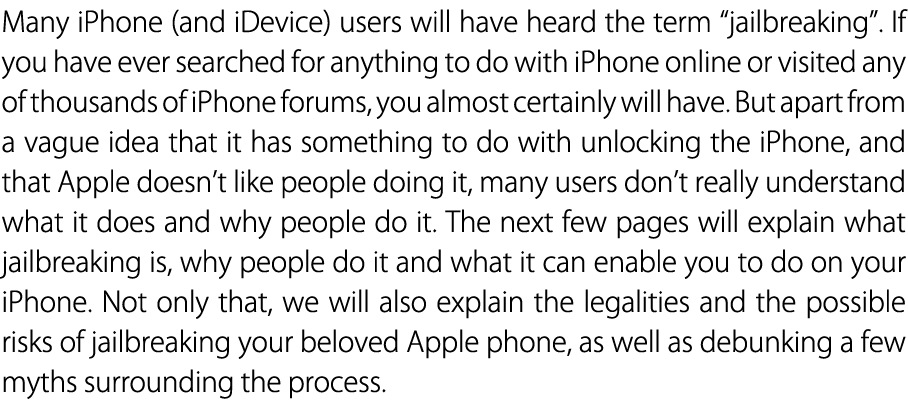 Many iPhone (and iDevice) users will have heard the term “jailbreaking”. If
you have ever searched for anything to do with iPhone online or visited any
of thousands of iPhone forums, you almost certainly will have. But apart from
a vague idea that it has something to do with unlocking the iPhone, and
that Apple doesn’t like people doing it, many users don’t really understand
what it does and why people do it. The next few pages will explain what
jailbreaking is, why people do it and what it can enable you to do on your
iPhone. Not only that, we will also explain the legalities and the possible
risks of jailbreaking your beloved Apple phone, as well as debunking a few
myths surrounding the process.